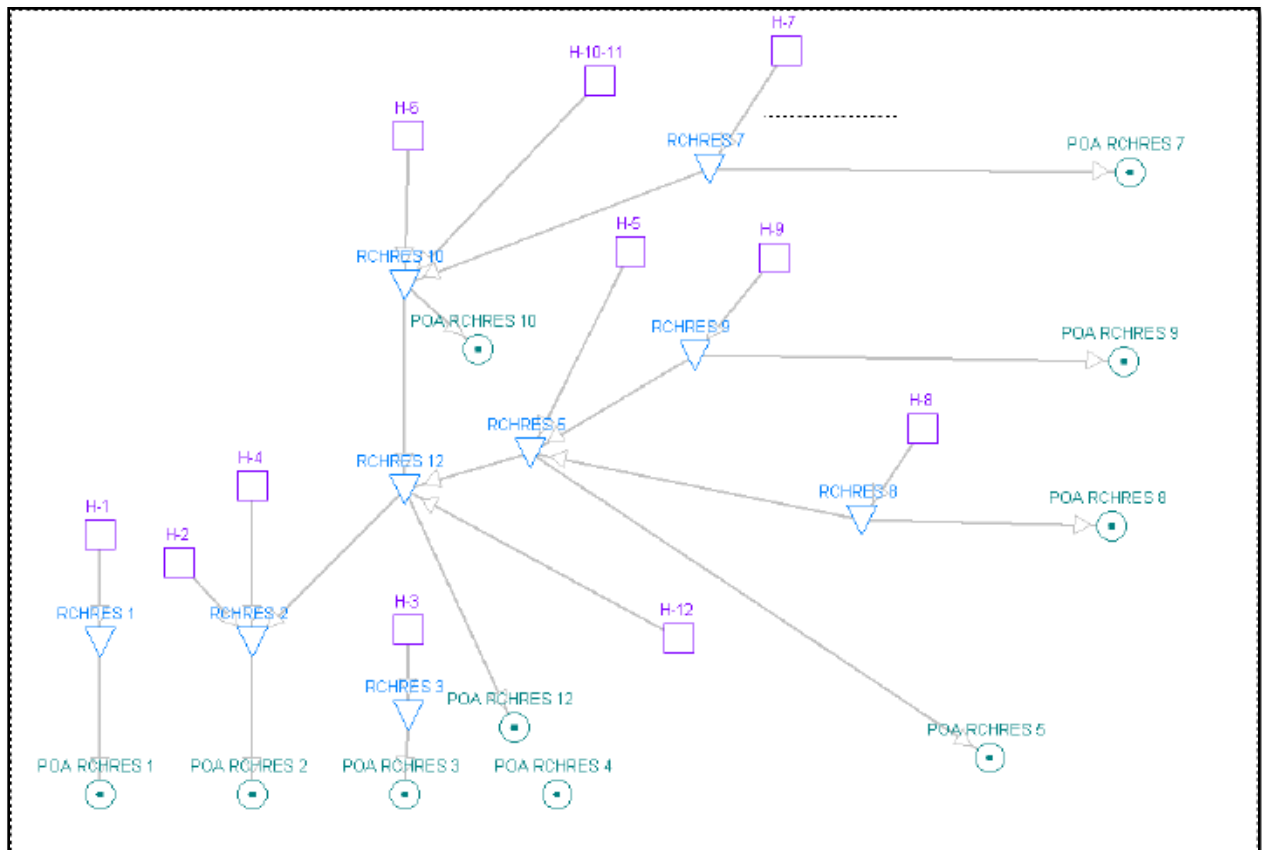 H-7
H-10-11
H-6
RCHRES 7
POA RCHRES 7
H-5
H-9
RCHRES 10
POA RCHRES 10
RCHRES 9
POA RCHRES 9
H-8
RCHRES 5
H-4
RCHRES 12
RCHRES 8
POA RCHRES 8
H-1
H-2
RCHRES 1
RCHRES 2
H-3
H-12
RCHRES 3
POA RCHRES 12
POA RCHRES 5
POA RCHRES 1
POA RCHRES 2
POA RCHRES 3
POA RCHRES 4